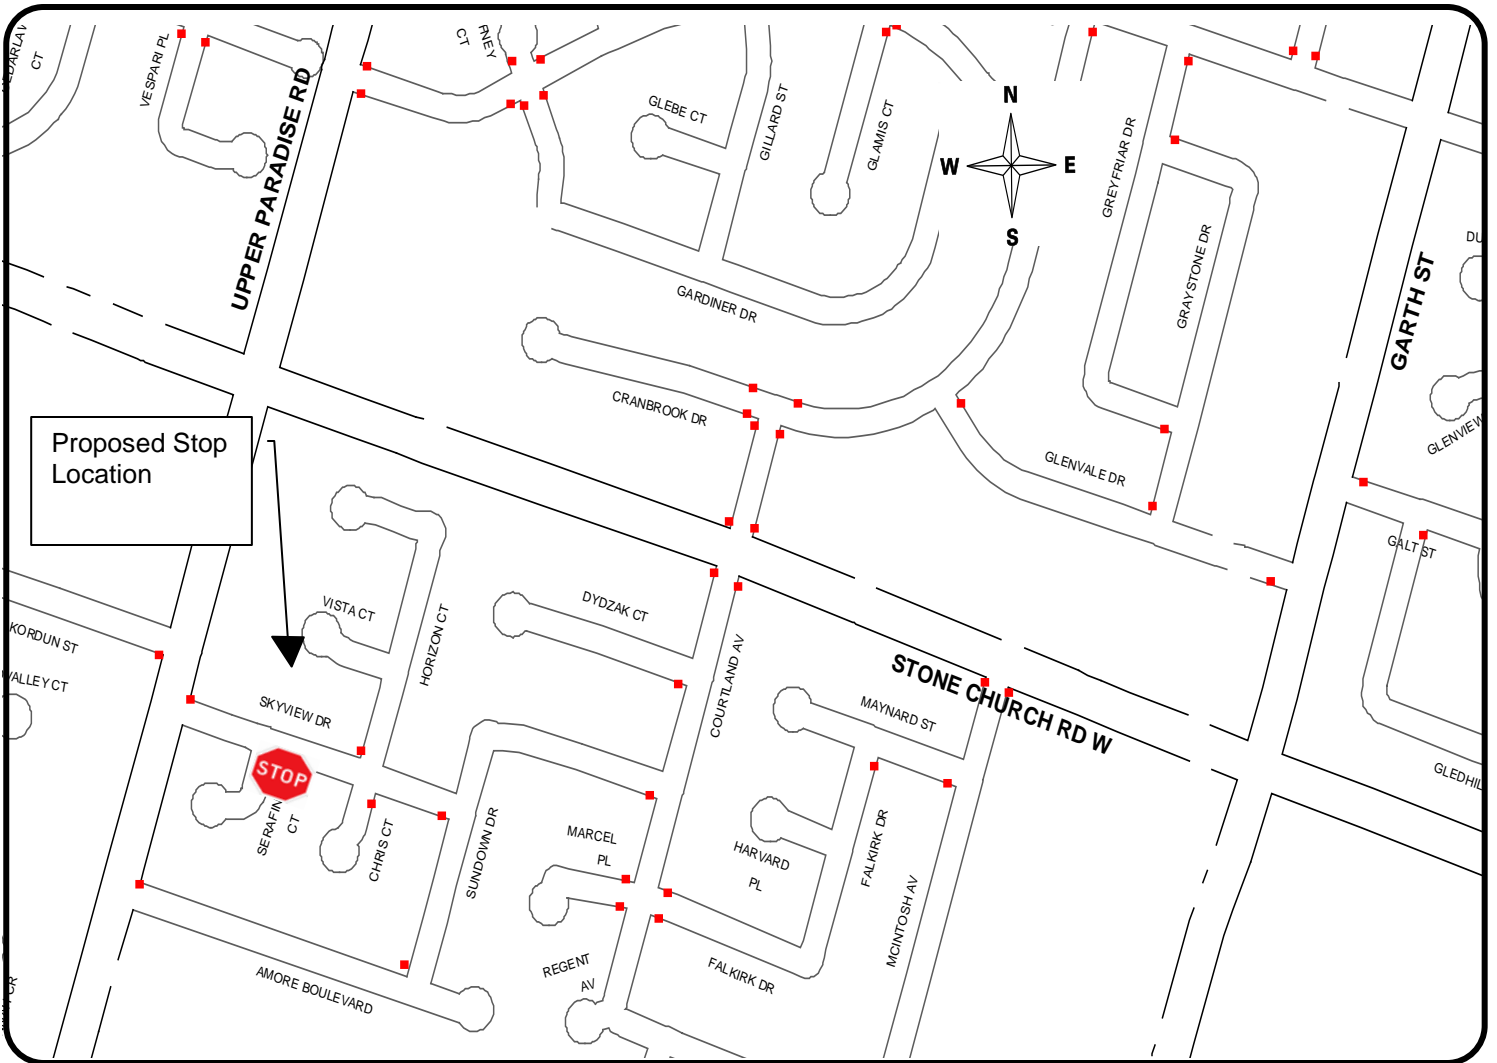 CT
VESPARI PL
UPPER PARADISE RD
CT
GLEBE CT
GILLARD ST
GLAMIS CT
N
W
E
S
GREYFRIAR DR
GRAYSTONE DR
GARTH ST
GARDINER DR
CRANBROOK DR
GLENVALE DR
GLENVIEW
GALT ST
Proposed Stop
Location
VISTA CT
HORIZON CT
DYDZAK CT
KORDUN ST
VALLEY CT
SKYVIEW DR
COURTLAND AV
STONE CHURCH RD W
MAYNARD ST
STOP
SERAFIN
CT
CHRIS CT
SUNDOWN DR
MARCEL
PL
HARVARD
PL
FALKIRK DR
MCINTOSH AV
AMORE BOULEVARD
REGENT
AV
FALKIRK DR